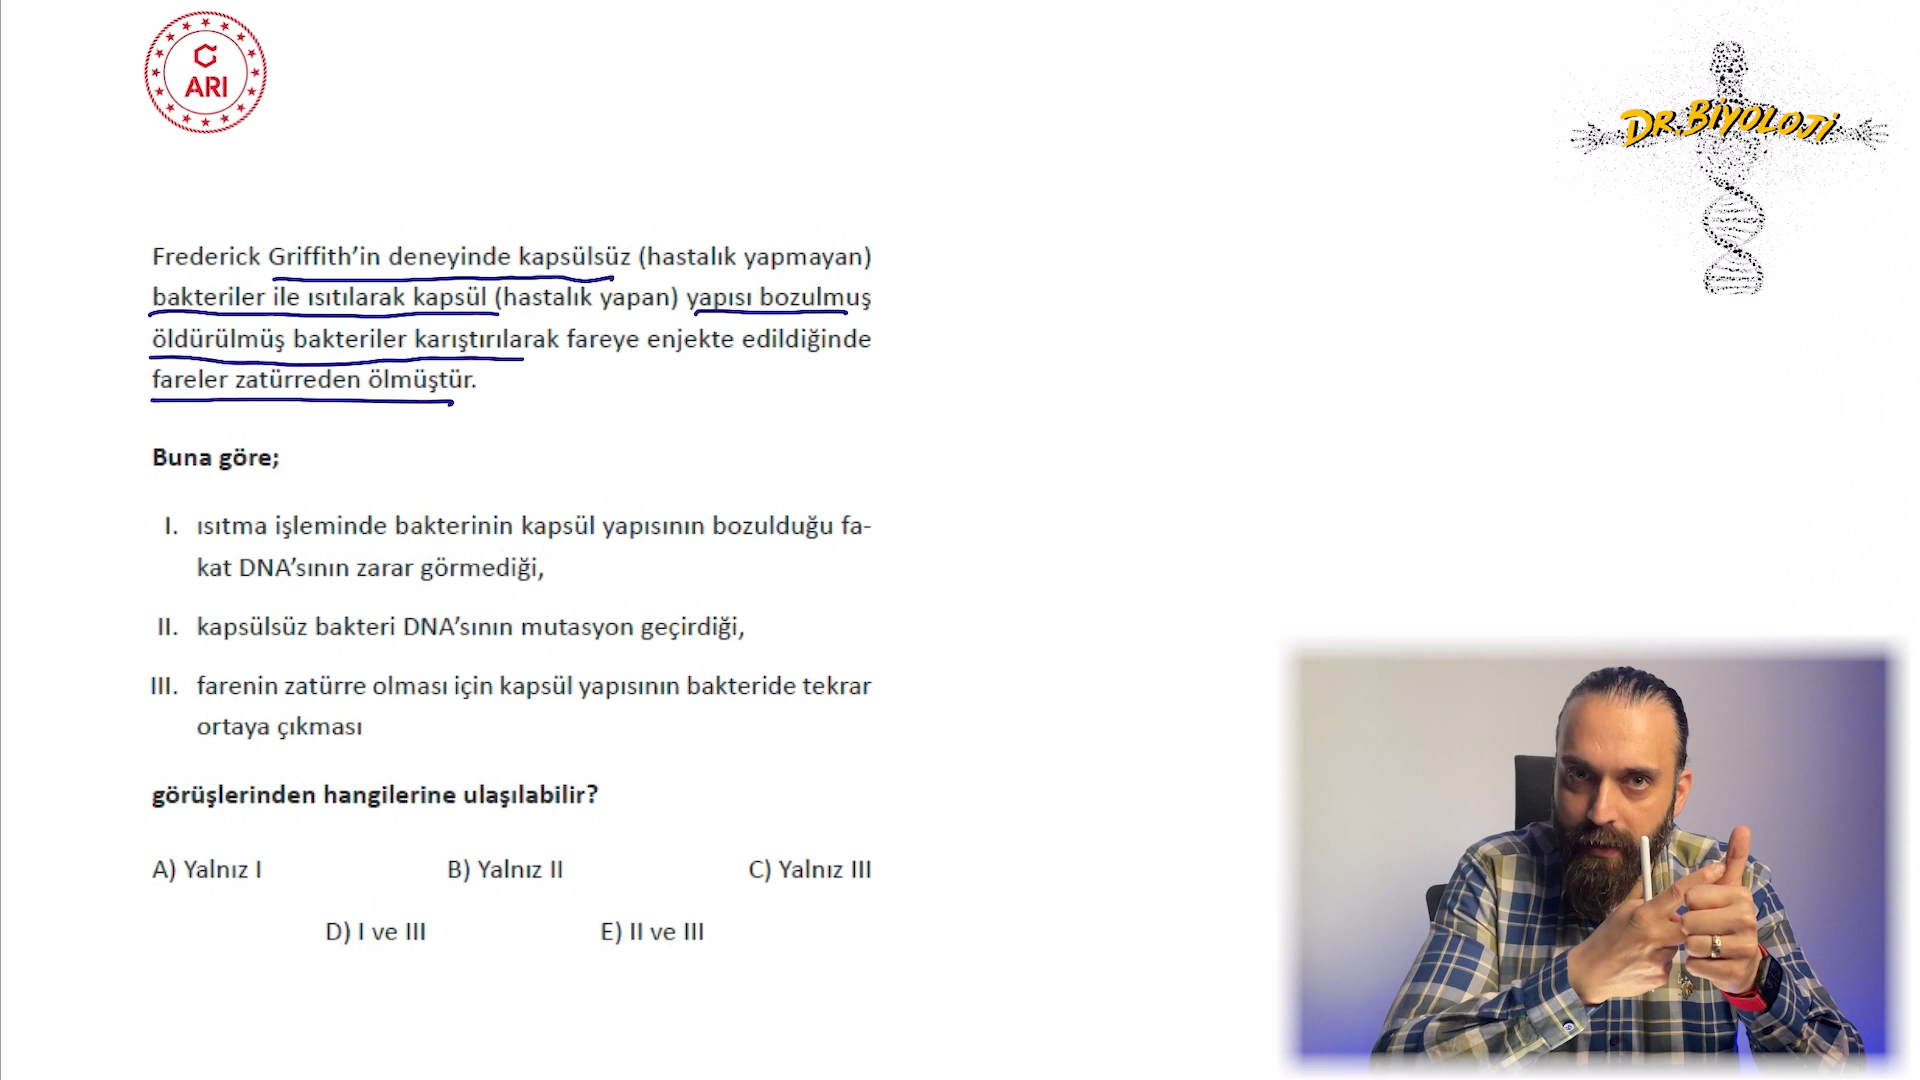 ARI
DR.BİYOLOJİ
Frederick Griffith’in deneyinde kapsülsüz (hastalık yapmayan)
bakteriler ile ısıtılarak kapsül (hastalık yapan) yapısı bozulmuş
öldürülmüş bakteriler karıştırılarak fareye enjekte edildiğinde
fareler zatürreden ölmüştür.
Buna göre;
I. ısıtma işleminde bakterinin kapsül yapısının bozulduğu fa-
kat DNA’sının zarar görmediği,
II. kapsülsüz bakteri DNA’sının mutasyon geçirdiği,
III. farenin zatürre olması için kapsül yapısının bakteride tekrar
ortaya çıkması
görüşlerinden hangilerine ulaşılabilir?
A) Yalnız I B) Yalnız II C) Yalnız III
D) I ve III E) II ve III